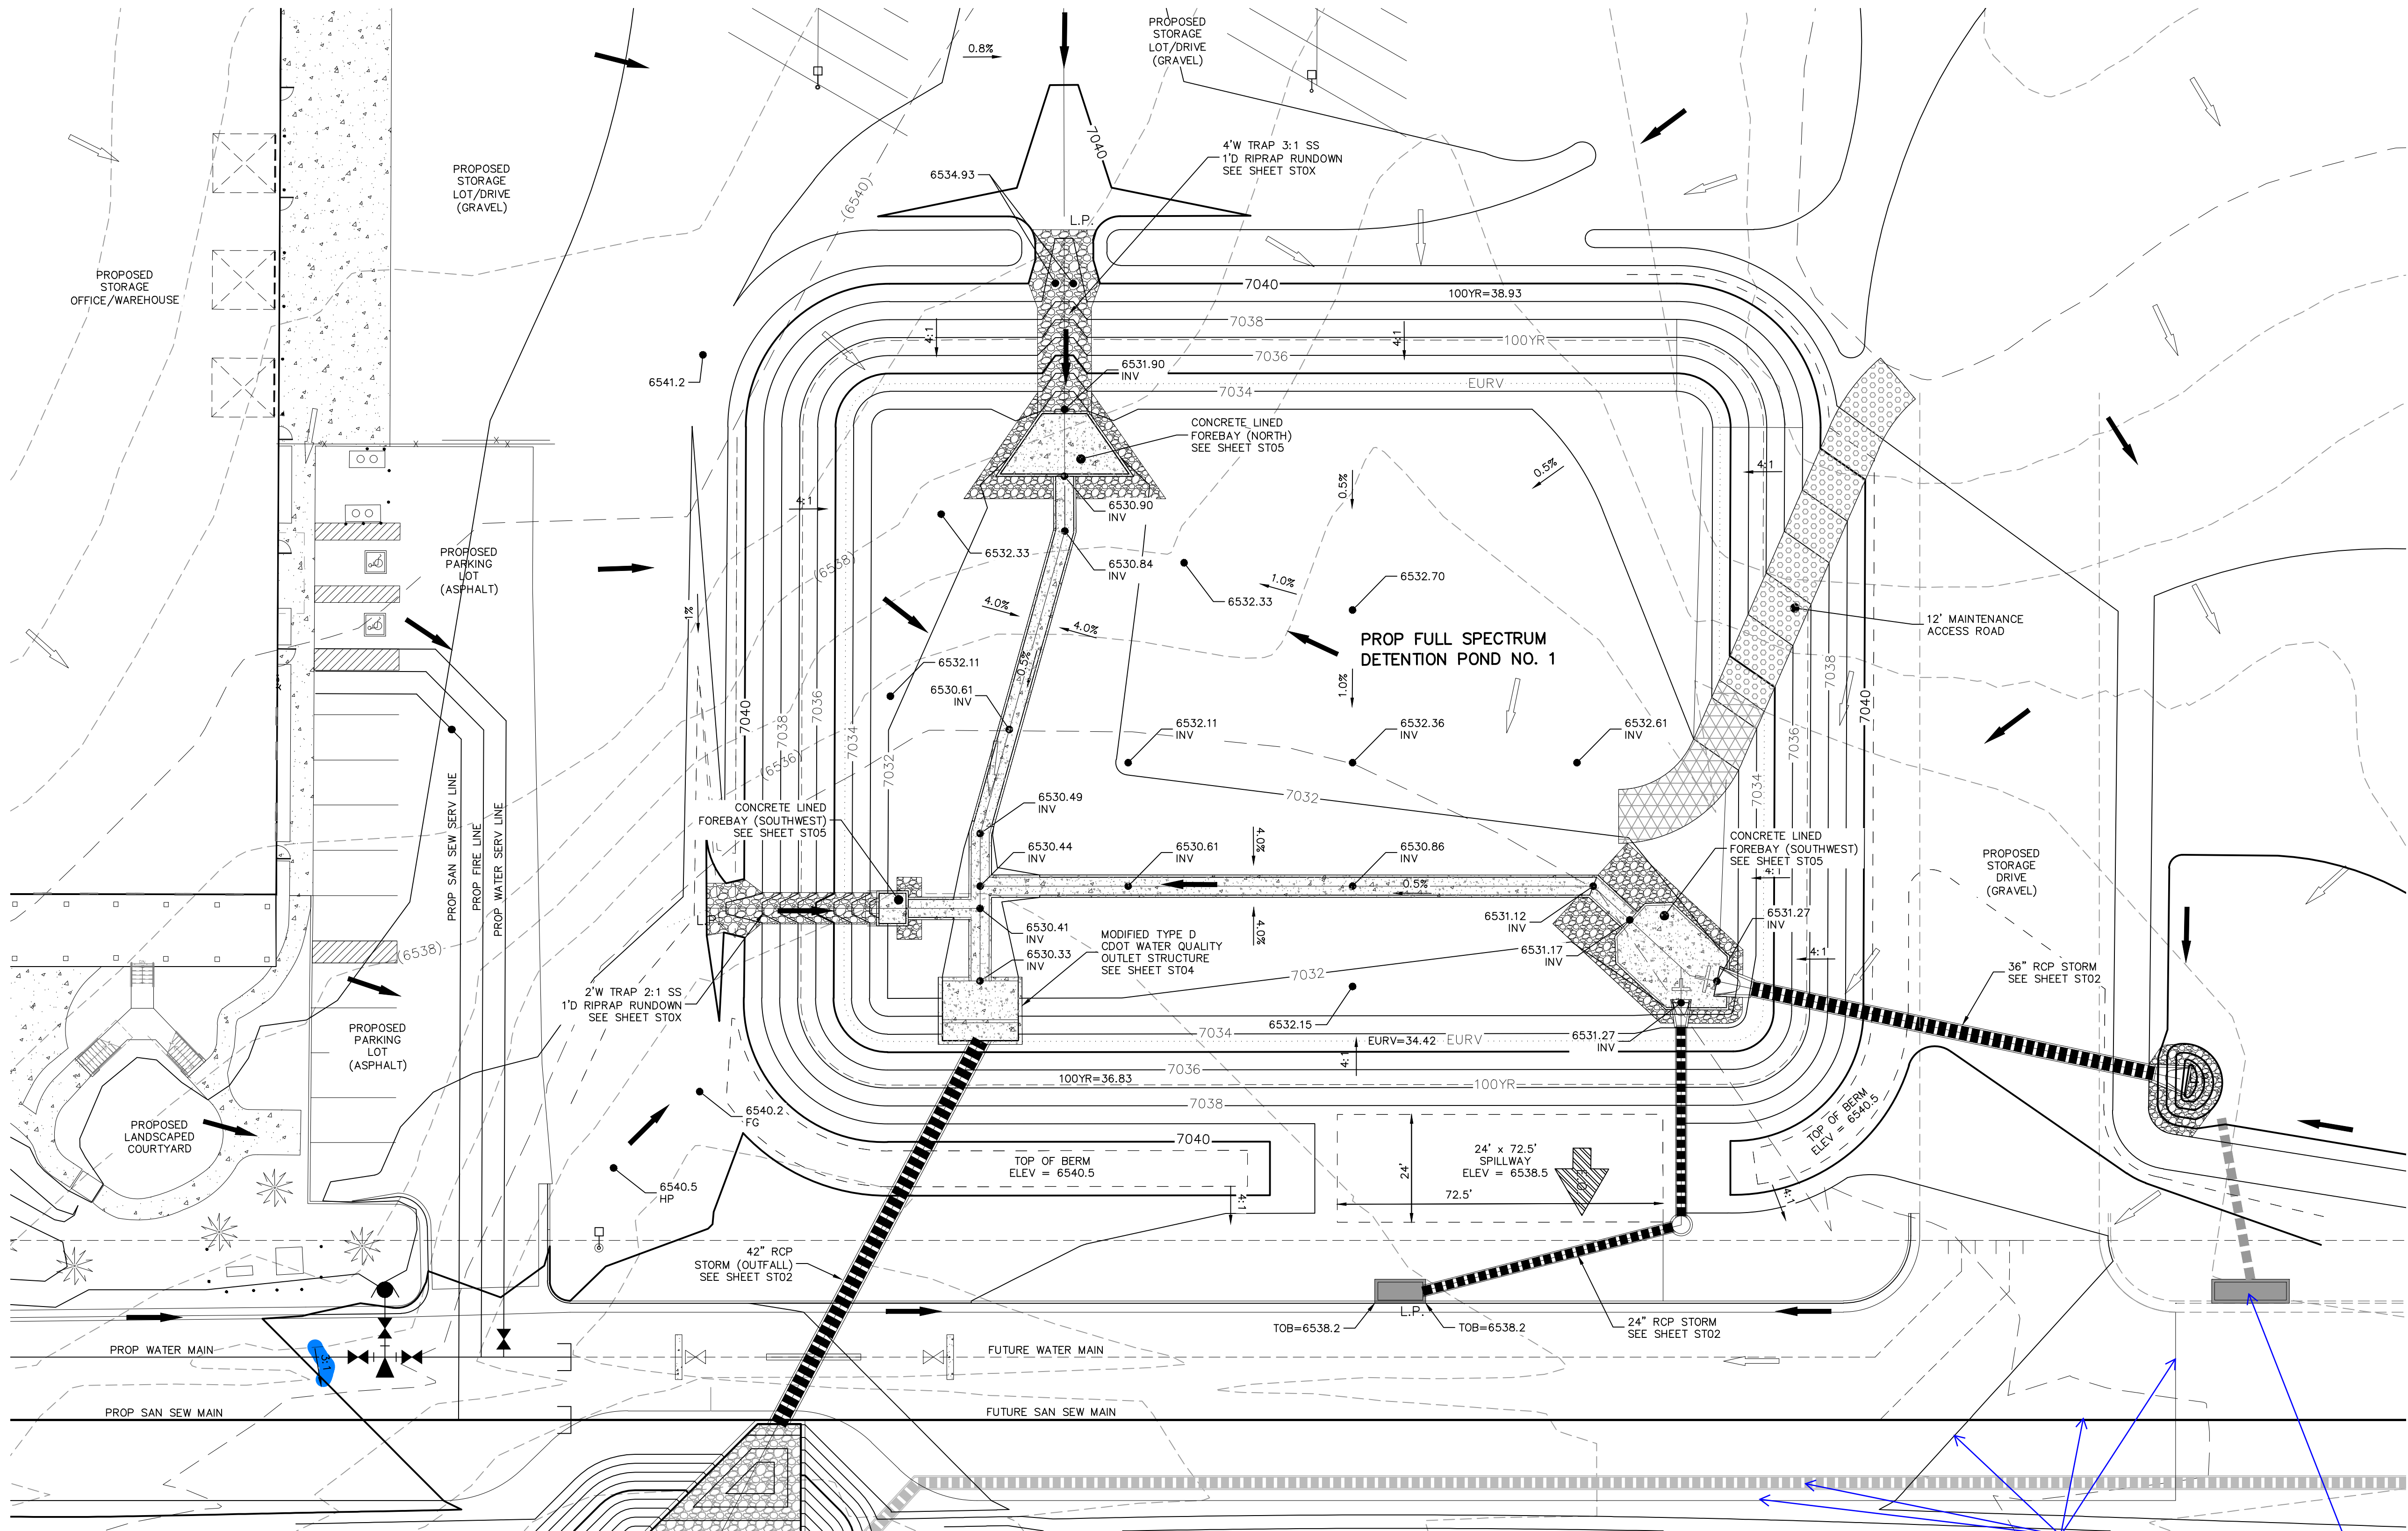 PROPOSED
STORAGE
LOT/DRIVE
(GRAVEL)
0.8%
7040
4'W TRAP 3:1 SS
1'D RIPRAP RUNDOWN
SEE SHEET ST0X
PROPOSED
STORAGE
LOT/DRIVE
(GRAVEL)
6534.93
(6540)
L.P.
PROPOSED
STORAGE
OFFICE/WAREHOUSE
7040
100YR=38.93
7038
4:1
4:1
100YR
7036
6541.2
6531.90
INV
EURV
7034
CONCRETE LINED
FOREBAY (NORTH)
SEE SHEET ST05
X
X
X
4:1
0.5%
0.5%
4:1
6530.90
INV
6532.33
PROPOSED
PARKING
LOT
(ASPHALT)
(6538)
6530.84
INV
1.0%
6532.33
6532.70
4.0%
4.0%
1%
12' MAINTENANCE
ACCESS ROAD
PROP FULL SPECTRUM
DETENTION POND NO. 1
6532.11
0.5%
7038
1.0%
6530.61
INV
7040
7038
7036
7034
7032
7036
7040
6532.11
INV
6532.36
INV
6532.61
INV
(6536)
7034
7032
PROP SAN SEW SERV LINE
PROP FIRE LINE
PROP WATER SERV LINE
6530.49
INV
CONCRETE LINED
FOREBAY (SOUTHWEST)
SEE SHEET ST05
4.0%
CONCRETE LINED
FOREBAY (SOUTHWEST)
SEE SHEET ST05
6530.44
INV
6530.61
INV
6530.86
INV
PROPOSED
STORAGE
DRIVE
(GRAVEL)
4:1
0.5%
6531.12
INV
6531.27
INV
6530.41
INV
4.0%
MODIFIED TYPE D
CDOT WATER QUALITY
OUTLET STRUCTURE
SEE SHEET ST04
(6538)
6530.33
INV
6531.17
INV
4:1
36" RCP STORM
SEE SHEET ST02
7032
2'W TRAP 2:1 SS
1'D RIPRAP RUNDOWN
SEE SHEET ST0X
6532.15
PROPOSED
PARKING
LOT
(ASPHALT)
7034
EURV=34.42
EURV
6531.27
INV
4:1
7036
100YR=36.83
100YR
7038
6540.2
FG
TOP OF BERM
ELEV = 6540.5
PROPOSED
LANDSCAPED
COURTYARD
7040
TOP OF BERM
ELEV = 6540.5
24'
24' x 72.5'
SPILLWAY
ELEV = 6538.5
72.5'
6540.5
HP
4:1
4:1
42" RCP
STORM (OUTFALL)
SEE SHEET ST02
L.P.
TOB=6538.2
TOB=6538.2
24" RCP STORM
SEE SHEET ST02
PROP WATER MAIN
3:1
FUTURE WATER MAIN
PROP SAN SEW MAIN
FUTURE SAN SEW MAIN